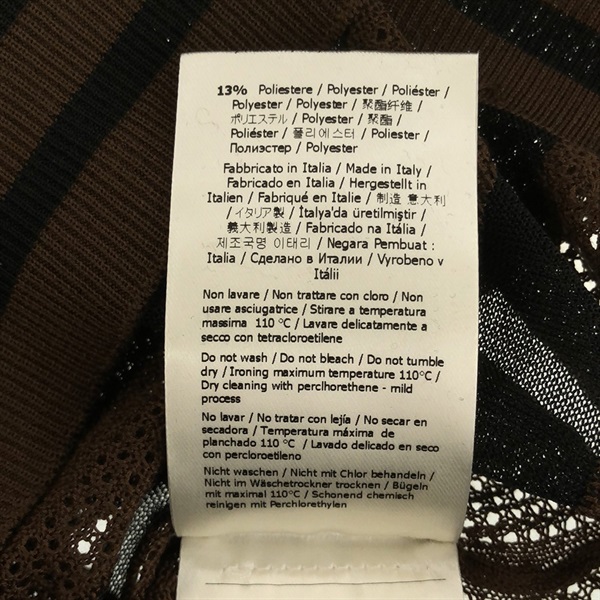 13% Poliestere / Polyester / Poliéster /
Polyester / Polyester / 聚酯纤维 /
ポリエステル / Polyester / 聚酯 /
Poliéster / 폴리에스터 / Poliester /
Полиэстер / Polyester
Fabbricato in Italia / Made in Italy /
Fabricado en Italia / Hergestellt in
Italien / Fabriqué en Italie / 制造 意大利
/ イタリア製 / İtalya'da üretilmiştir /
義大利製造 / Fabricado na Itália /
제조국명 이태리 / Negara Pembuat :
Italia / Сделано в Италии / Vyrobeno v
Itálii
Non lavare / Non trattare con cloro / Non
usare asciugatrice / Stirare a temperatura
massima 110 °C / Lavare delicatamente a
secco con tetracloroetilene
Do not wash / Do not bleach / Do not tumble
dry / Ironing maximum temperature 110°C /
Dry cleaning with perclhorethene - mild
process
No lavar / No tratar con lejía / No secar en
secadora / Temperatura máxima de
planchado 110 °C / Lavado delicado en seco
con percloroetileno
Nicht waschen / Nicht mit Chlor behandeln /
Nicht im Wäschetrockner trocknen / Bügeln
mit maximal 110°C / Schonend chemisch
reinigen mit Perchlorethylen